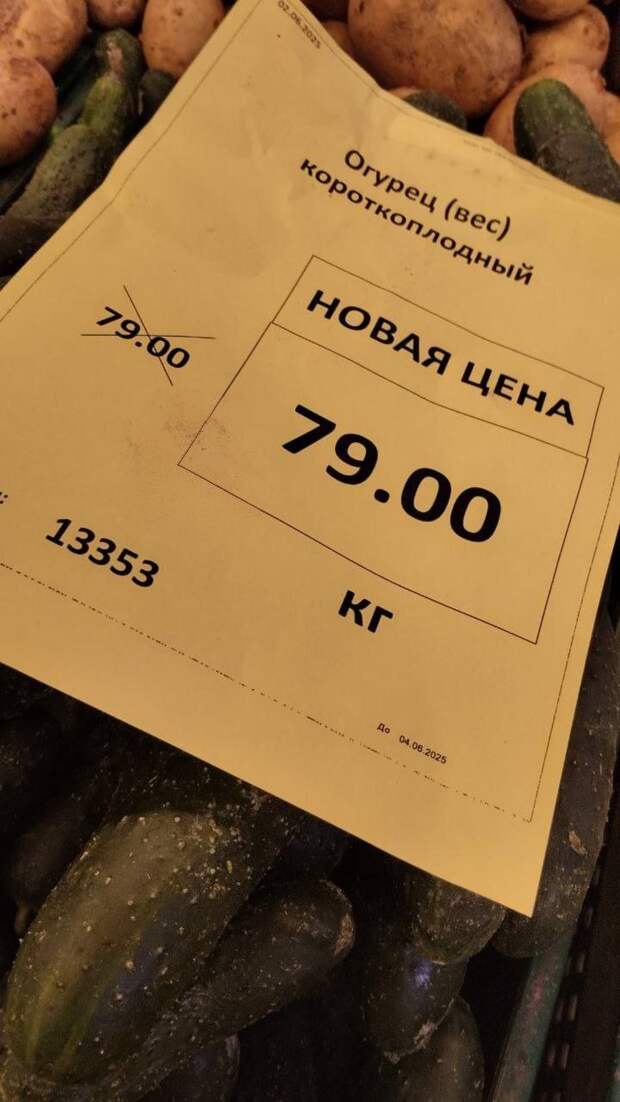 02.06.2025
Огурец (вес)
короткоплодный
НОВАЯ ЦЕНА
79.00
79.00
13353
кг
До 04.06.2025